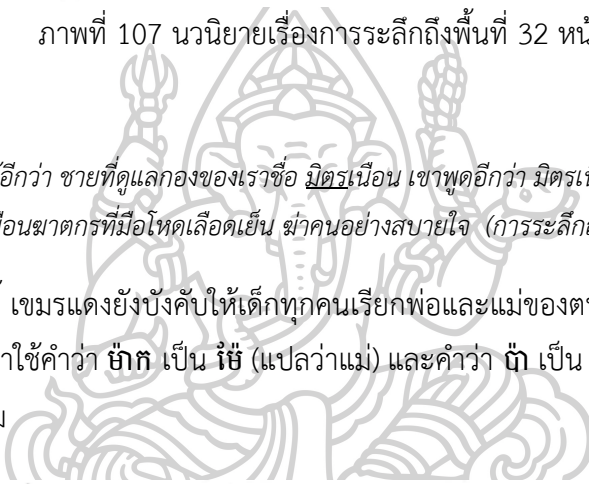 ภาพที่ 107 นวนิยายเรื่องการระลึกถึงพื้นที่ 32 หน้
อีกว่า ชายที่ดูแลกองของเราชื่อ มิตรเนือน เขาพูดอีกว่า มิตรเ
ือนฆาตกรที่มือโหดเลือดเย็น ฆ่าคนอย่างสบายใจ (การระลึก
เขมรแดงยังบังคับให้เด็กทุกคนเรียกพ่อและแม่ของต
าใช้คำว่า ម៉ាក เป็น ម៉ែ (แปลว่าแม่) และคำว่า ប៉ា เป็น